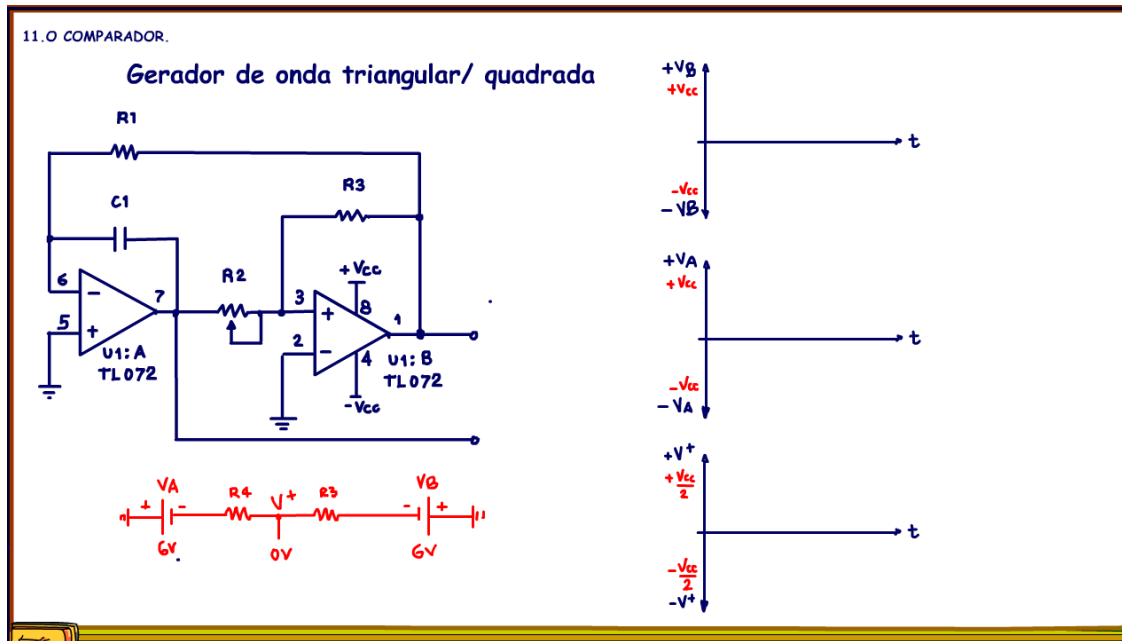 11.O COMPARADOR.
Gerador de onda triangular/ quadrada
R1
C1
R3
R2
+Vcc
6
-
5
+
7
U1:A
TL072
3
+
2
-
8
4
1
U1:B
TL072
-Vcc
VA
+ -
6V
R4
V+
0V
R3
VB
- +
6V
+VB
+Vcc
t
-Vcc
-VB
+VA
+Vcc
t
-Vcc
-VA
+V+
+Vcc/2
t
-Vcc/2
-V+